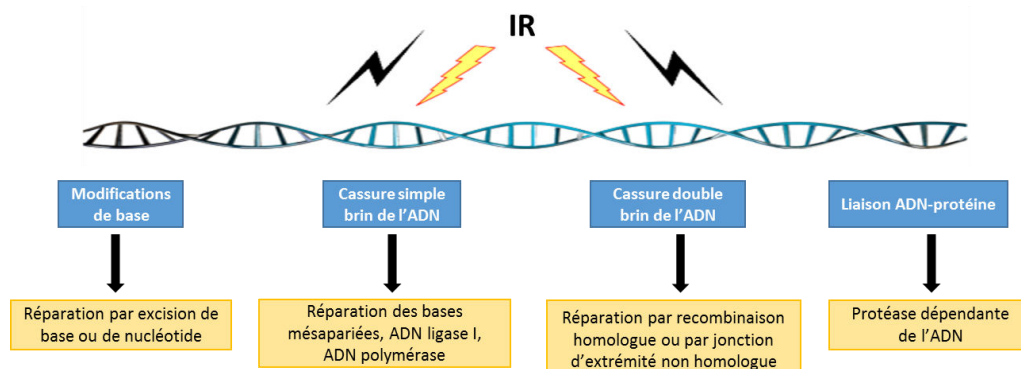 IR
Modifications
de base
Cassure simple
brin de l'ADN
Cassure double
brin de l'ADN
Liaison ADN-protéine
Réparation par excision de
base ou de nucléotide
Réparation des bases
mésapariées, ADN ligase I,
ADN polymérase
Réparation par recombinaison
homologue ou par jonction
d'extrémité non homologue
Protéase dépendante
de l'ADN